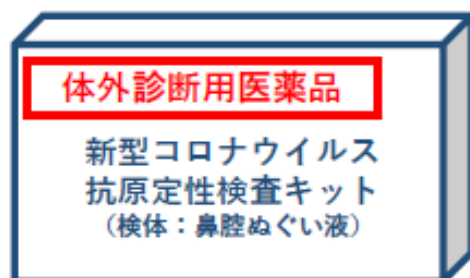 体外診断用医薬品
新型コロナウイルス
抗原定性検査キット
（検体：鼻腔ぬぐい液）